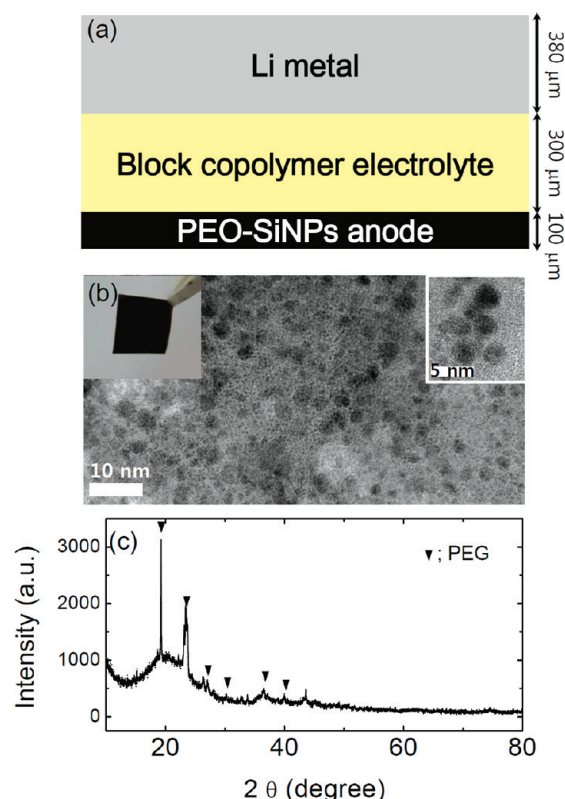 (a)
Li metal
380 μm
Block copolymer electrolyte
300 μm
PEO-SiNPs anode
100 μm
(b)
5 nm
10 nm
(c)
▼; PEG
3000
2000
1000
0
Intensity (a.u.)
20 40 60 80
2 θ (degree)